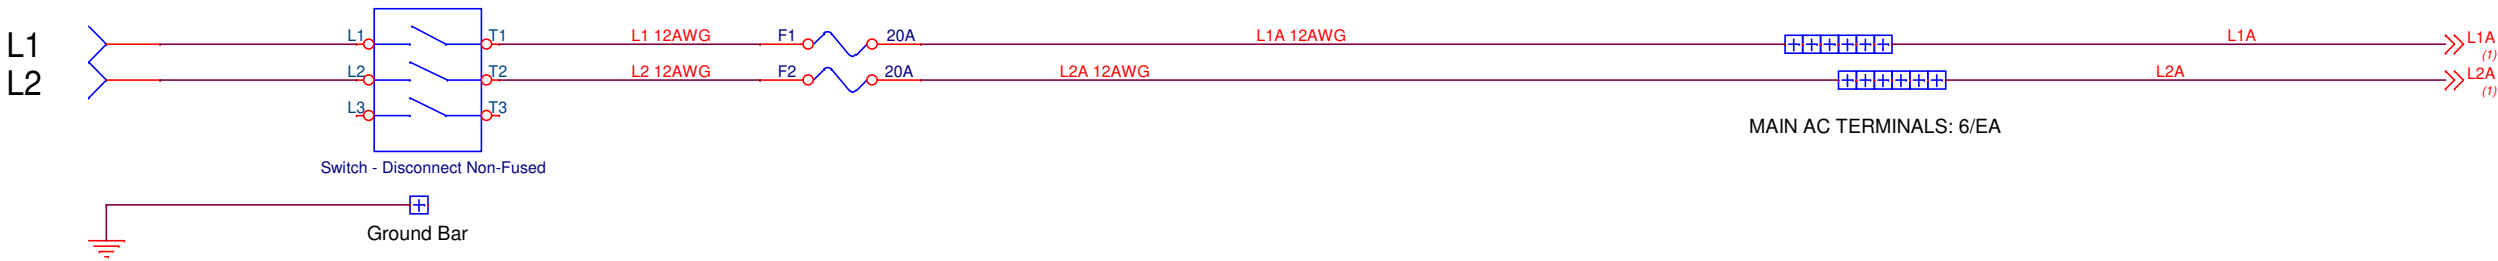 L1 L1 T1 L1 12AWG F1 20A L1A 12AWG L1A L1A
(1)
L2 L2 T2 L2 12AWG F2 20A L2A 12AWG L2A L2A
(1)
L3 T3
MAIN AC TERMINALS: 6/EA
Switch - Disconnect Non-Fused
Ground Bar